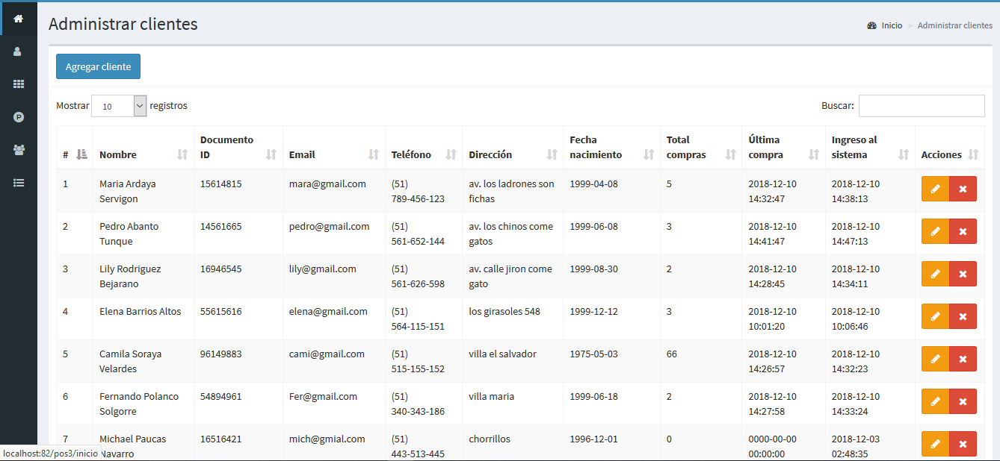 Administrar clientes
Inicio > Administrar clientes
Agregar cliente
Mostrar 10 registros
Buscar:
# Nombre Documento ID Email Teléfono Dirección Fecha nacimiento Total compras Última compra Ingreso al sistema Acciones
1 Maria Ardaya Servigon 15614815 mara@gmail.com (51) 789-456-123 av. los ladrones son fichas 1999-04-08 5 2018-12-10 14:32:47 2018-12-10 14:38:13
2 Pedro Abanto Tunque 14561665 pedro@gmail.com (51) 561-652-144 av. los chinos come gatos 1999-06-08 3 2018-12-10 14:41:47 2018-12-10 14:47:13
3 Lily Rodriguez Bejarano 16946545 lily@gmail.com (51) 561-626-598 av. calle jiron come gato 1999-08-30 2 2018-12-10 14:28:45 2018-12-10 14:34:11
4 Elena Barrios Altos 55615616 elena@gmail.com (51) 564-115-151 los girasoles 548 1999-12-12 3 2018-12-10 10:01:20 2018-12-10 10:06:46
5 Camila Soraya Velardes 96149883 cami@gmail.com (51) 515-155-152 villa el salvador 1975-05-03 66 2018-12-10 14:26:57 2018-12-10 14:32:23
6 Fernando Polanco Solgorre 54894961 Fer@gmail.com (51) 340-343-186 villa maria 1999-06-18 2 2018-12-10 14:27:58 2018-12-10 14:33:24
7 Michael Paucas Navarro 16516421 mich@gmial.com (51) 443-513-445 chorrillos 1996-12-01 0 0000-00-00 00:00:00 2018-12-03 02:48:35
localhost:82/pos3/inicio